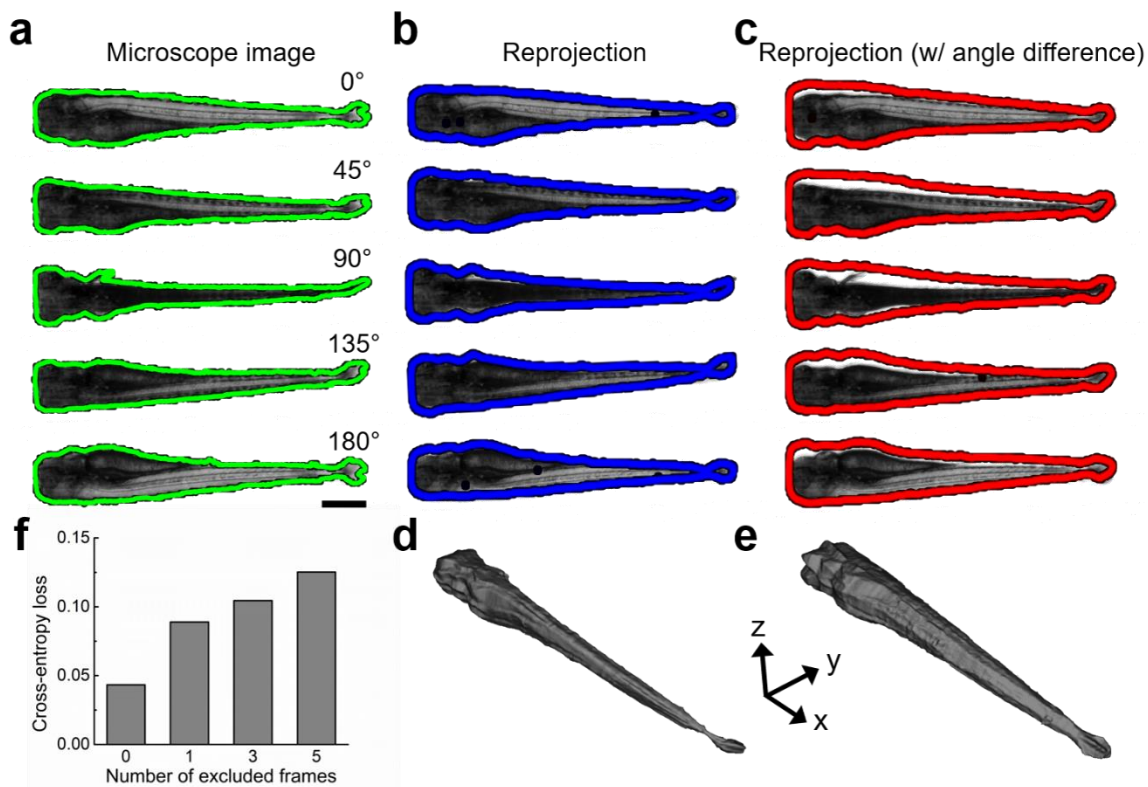 a
Microscope image
0°
45°
90°
135°
180°
b
Reprojection
c
Reprojection (w/ angle difference)
f
0.15
0.10
0.05
0.00
Cross-entropy loss
0 1 3 5
Number of excluded frames
d
e
z
y
x